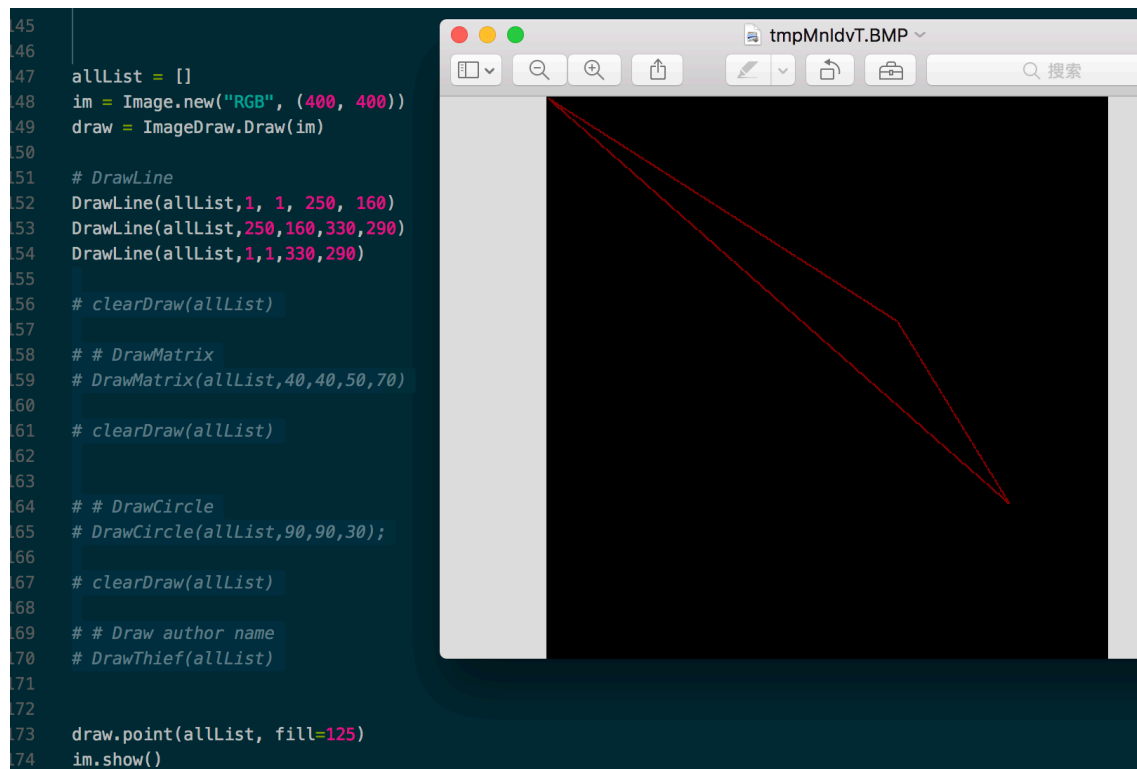 145
146
147 allList = []
148 im = Image.new("RGB", (400, 400))
149 draw = ImageDraw.Draw(im)
150
151 # DrawLine
152 DrawLine(allList,1, 1, 250, 160)
153 DrawLine(allList,250,160,330,290)
154 DrawLine(allList,1,1,330,290)
155
156 # clearDraw(allList)
157
158 # # DrawMatrix
159 # DrawMatrix(allList,40,40,50,70)
160
161 # clearDraw(allList)
162
163
164 # # DrawCircle
165 # DrawCircle(allList,90,90,30);
166
167 # clearDraw(allList)
168
169 # # Draw author name
170 # DrawThief(allList)
171
172
173 draw.point(allList, fill=125)
174 im.show()
tmpMnldvT.BMP
搜索